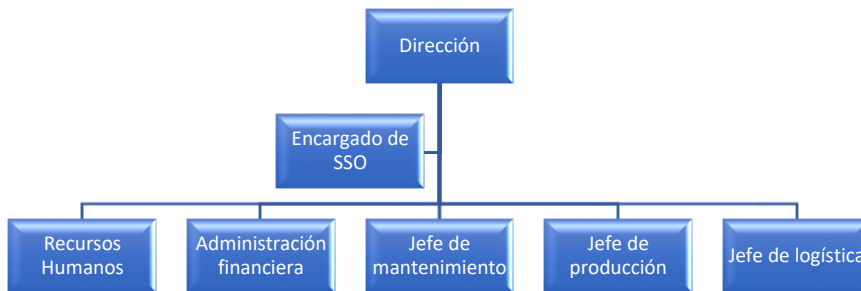 Dirección
Encargado de
SSO
Recursos
Humanos
Administración
financiera
Jefe de
mantenimiento
Jefe de
producción
Jefe de logística